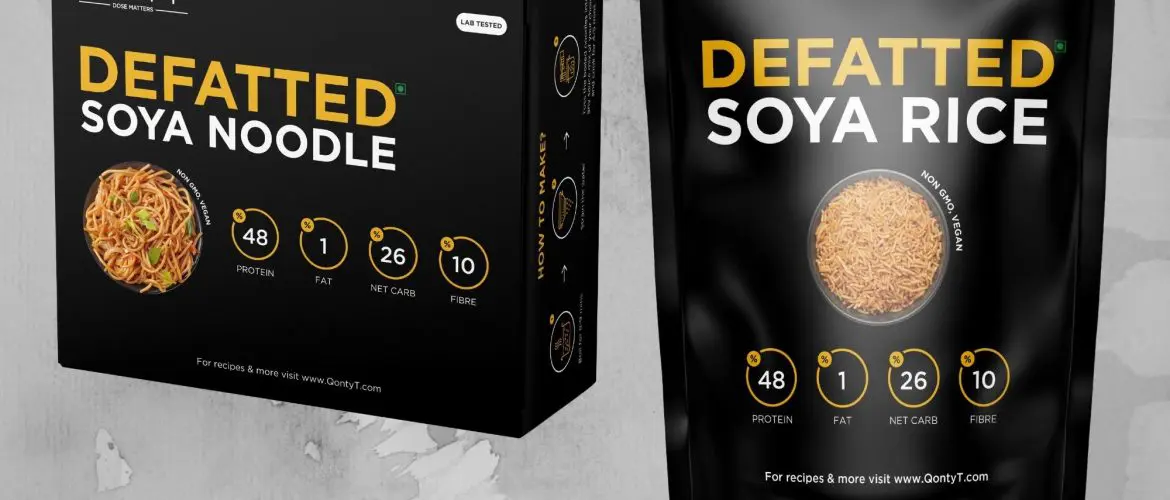 DOSE MATTERS
LAB TESTED
DEFATTED
SOYA NOODLE
NON GMO, VEGAN
% 48
PROTEIN
% 1
FAT
% 26
NET CARB
% 10
FIBRE
For recipes & more visit www.QontyT.com
HOW TO MAKE?
DEFATTED
SOYA RICE
NON GMO, VEGAN
% 48
PROTEIN
% 1
FAT
% 26
NET CARB
% 10
FIBRE
For recipes & more visit www.QontyT.com